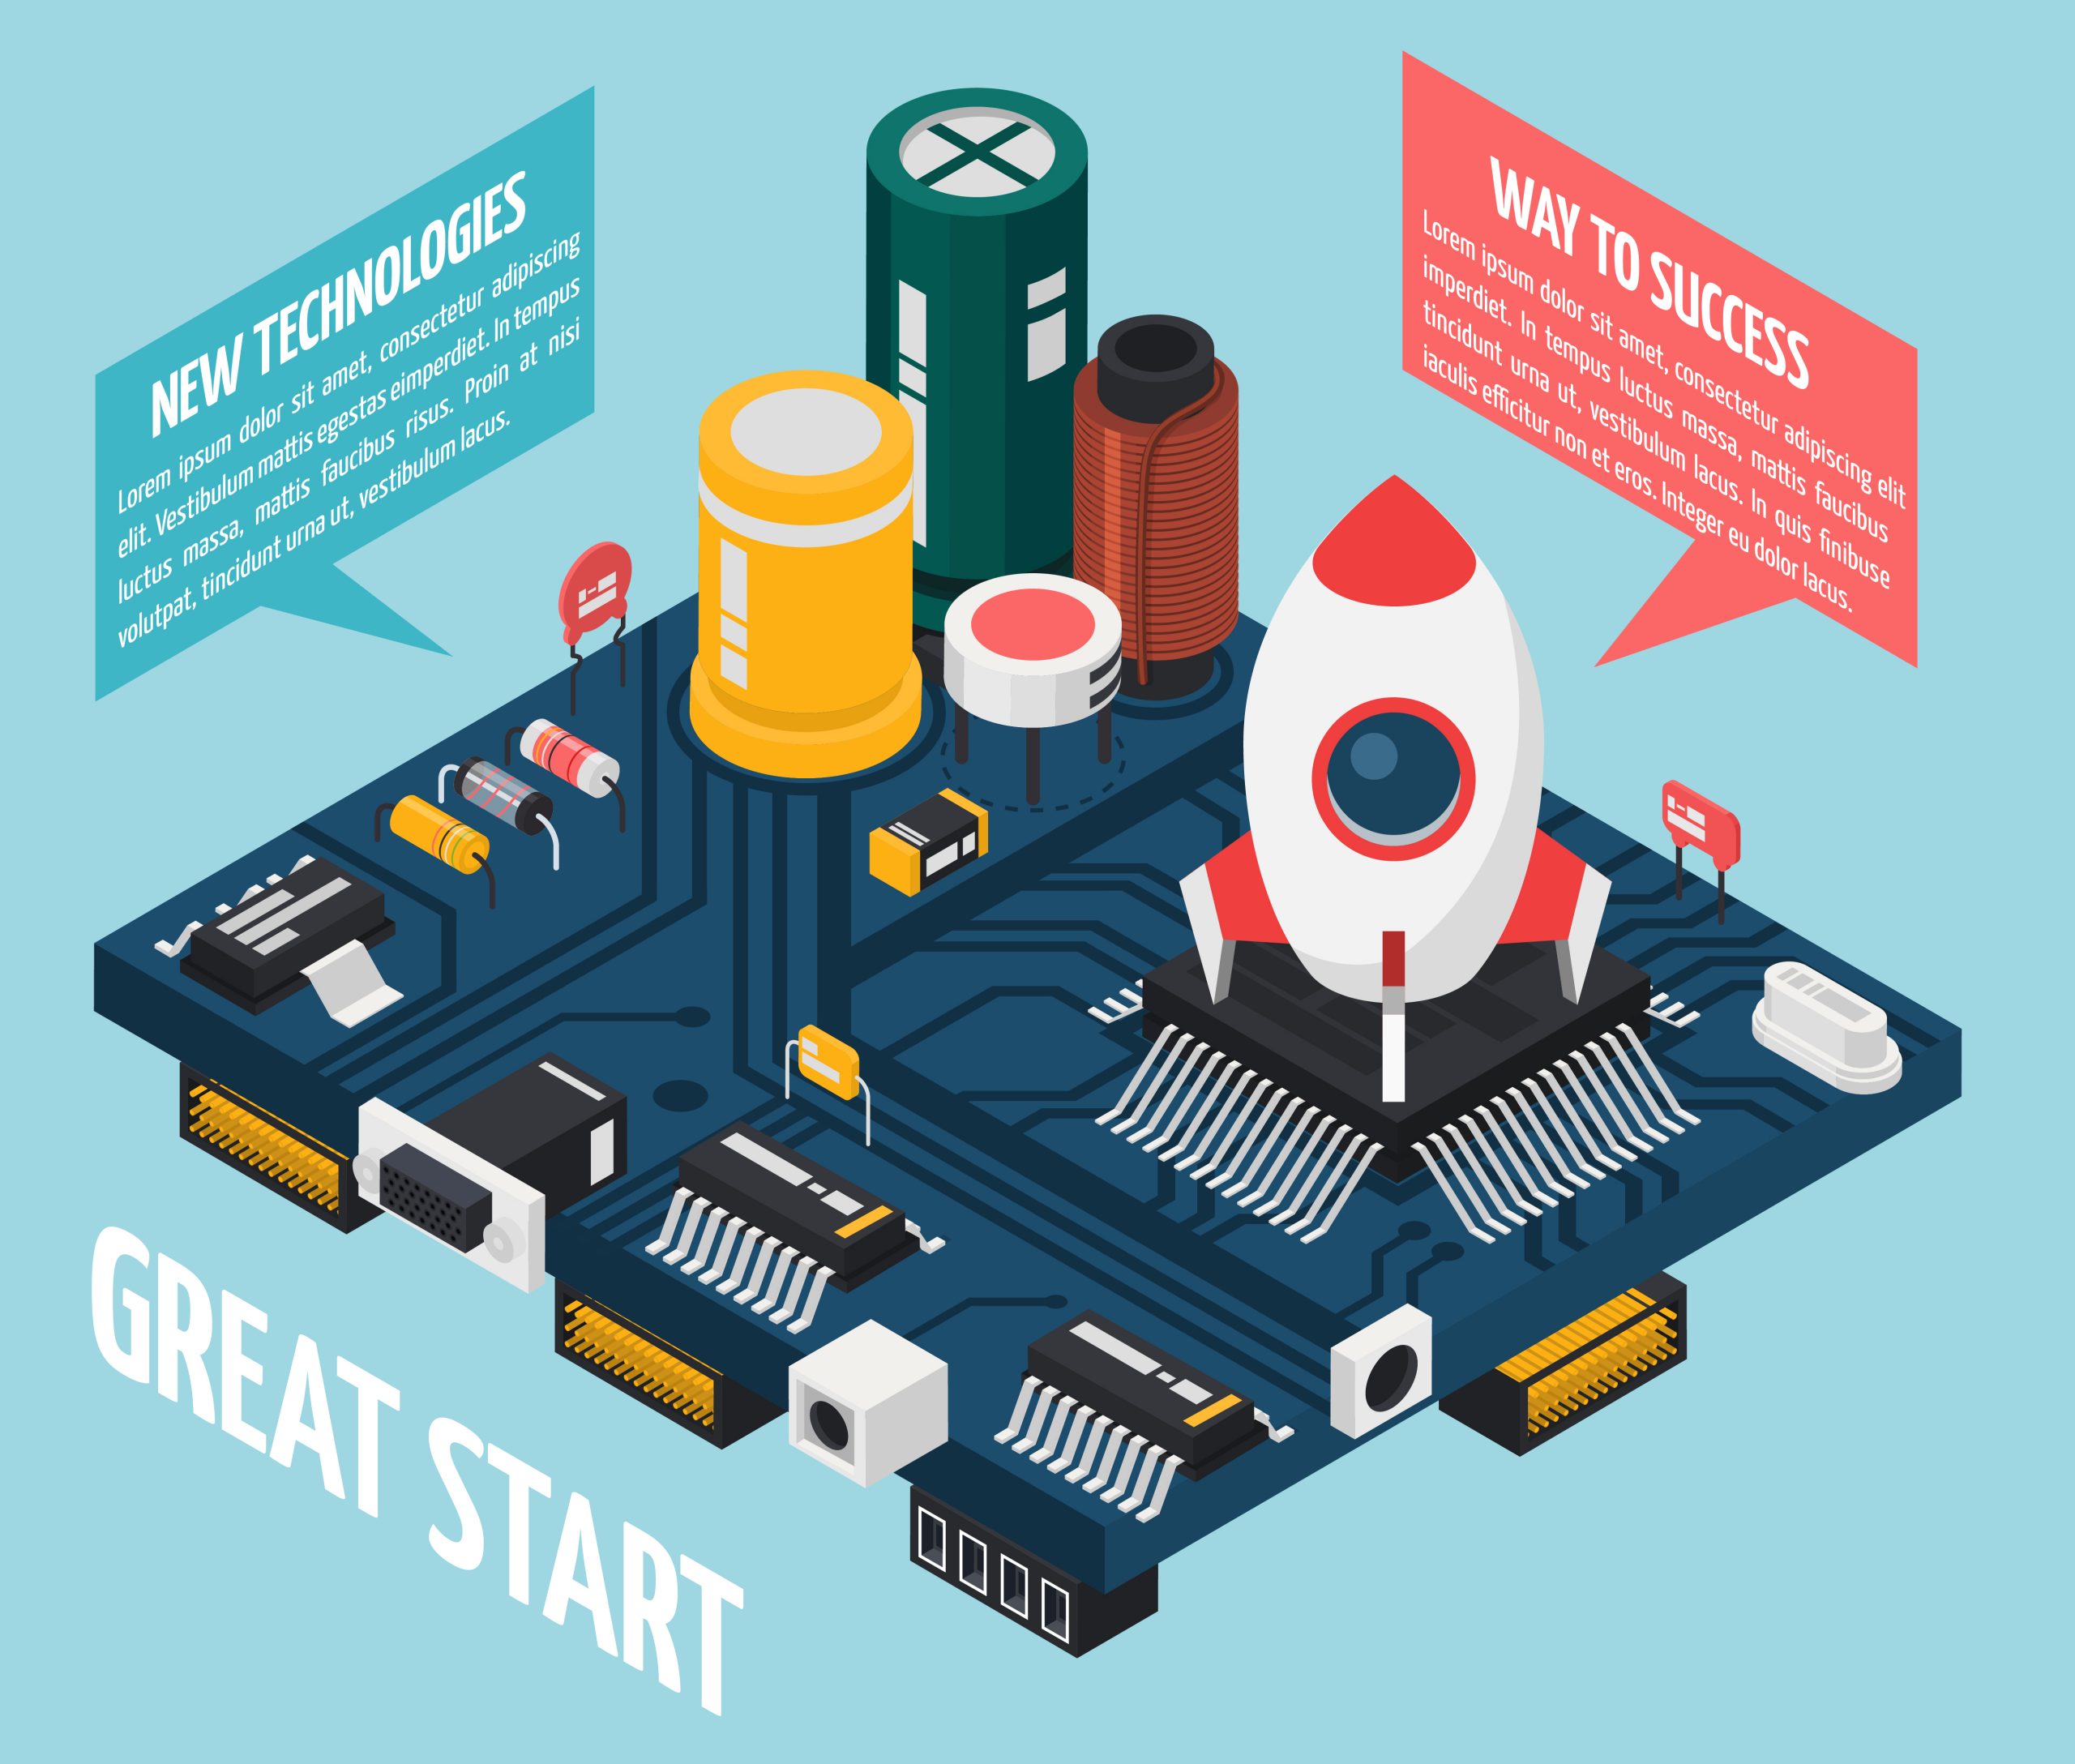 NEW TECHNOLOGIES
Lorem ipsum dolor sit amet, consectetur adipiscing
elit. Vestibulum mattis egestas eimperdiet. In tempus
luctus massa, mattis faucibus risus. Proin at nisi
volutpat, tincidunt urna ut, vestibulum lacus.
WAY TO SUCCESS
Lorem ipsum dolor sit amet, consectetur adipiscing elit
imperdiet. In tempus luctus massa, mattis faucibus
tincidunt urna ut, vestibulum lacus. In quis finibuse
iaculis efficitur non et eros. Integer eu dolor lacus.
GREAT START